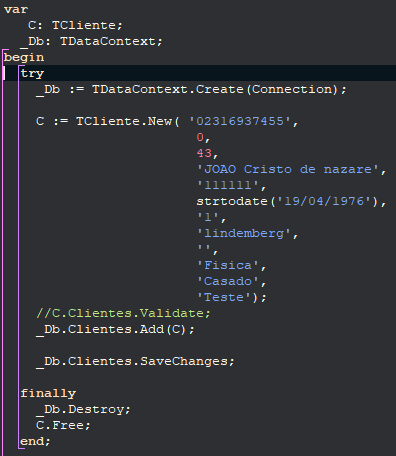 var
C: TCliente;
_Db: TDataContext;
begin
try
_Db := TDataContext.Create(Connection);
C := TCliente.New( '02316937455',
0,
43,
'JOAO Cristo de nazare',
'llllll',
strtodate('19/04/1976'),
'1',
'lindemberg',
'',
'Fisica',
'Casado',
'Teste');
//C.Clientes.Validate;
_Db.Clientes.Add(C);
_Db.Clientes.SaveChanges;
finally
_Db.Destroy;
C.Free;
end;